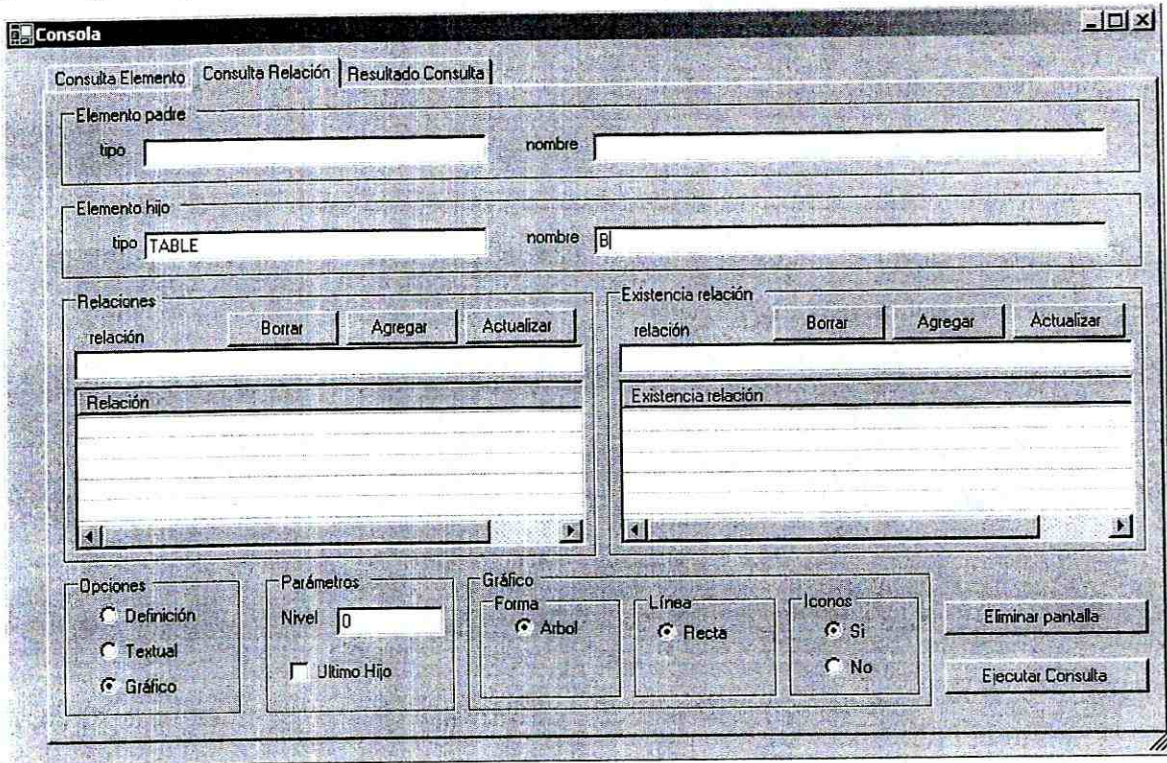 Consola
Consulta Elemento Consulta Relación Resultado Consulta
Elemento padre
tipo nombre
Elemento hijo
tipo TABLE nombre B
Relaciones Existencia relación
relación Borrar Agregar Actualizar relación Borrar Agregar Actualizar
Relación Existencia relación
Opciones Parámetros Gráfico
Forma Línea Iconos
Definición Nivel 0 Arbol Recta Si Eliminar pantalla
Textual
Ultimo Hijo No
Gráfico Ejecutar Consulta